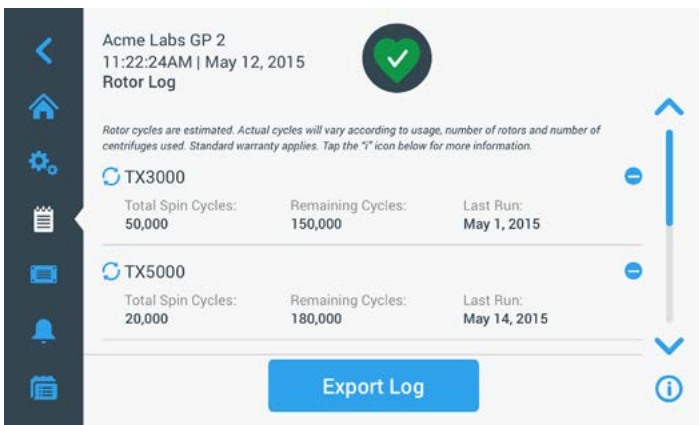 Acme Labs GP 2
11:22:24AM | May 12, 2015
Rotor Log
Rotor cycles are estimated. Actual cycles will vary according to usage, number of rotors and number of
centrifuges used. Standard warranty applies. Tap the "i" icon below for more information.
TX3000
Total Spin Cycles: Remaining Cycles: Last Run:
50,000 150,000 May 1, 2015
TX5000
Total Spin Cycles: Remaining Cycles: Last Run:
20,000 180,000 May 14, 2015
Export Log